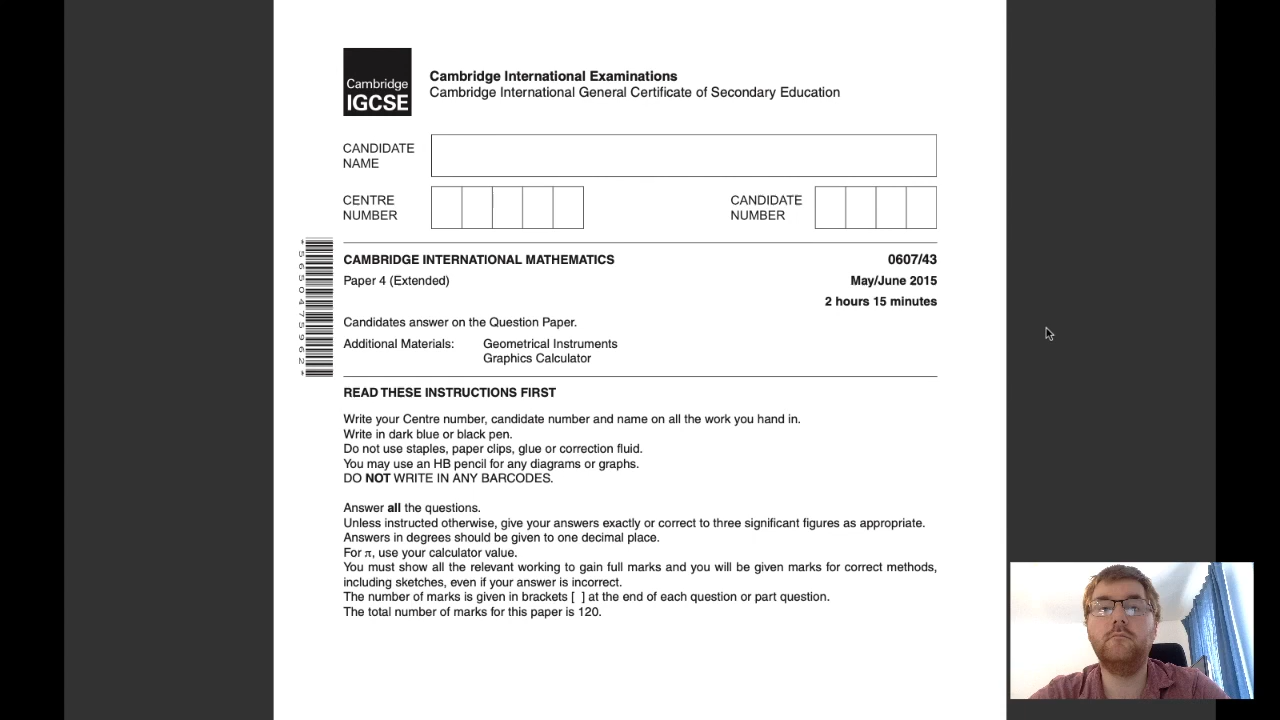 Cambridge
IGCSE
Cambridge International Examinations
Cambridge International General Certificate of Secondary Education
CANDIDATE
NAME
CENTRE
NUMBER
CANDIDATE
NUMBER
*5650475962*
CAMBRIDGE INTERNATIONAL MATHEMATICS 0607/43
Paper 4 (Extended) May/June 2015
2 hours 15 minutes
Candidates answer on the Question Paper.
Additional Materials: Geometrical Instruments
Graphics Calculator
READ THESE INSTRUCTIONS FIRST
Write your Centre number, candidate number and name on all the work you hand in.
Write in dark blue or black pen.
Do not use staples, paper clips, glue or correction fluid.
You may use an HB pencil for any diagrams or graphs.
DO NOT WRITE IN ANY BARCODES.
Answer all the questions.
Unless instructed otherwise, give your answers exactly or correct to three significant figures as appropriate.
Answers in degrees should be given to one decimal place.
For π, use your calculator value.
You must show all the relevant working to gain full marks and you will be given marks for correct methods,
including sketches, even if your answer is incorrect.
The number of marks is given in brackets [ ] at the end of each question or part question.
The total number of marks for this paper is 120.